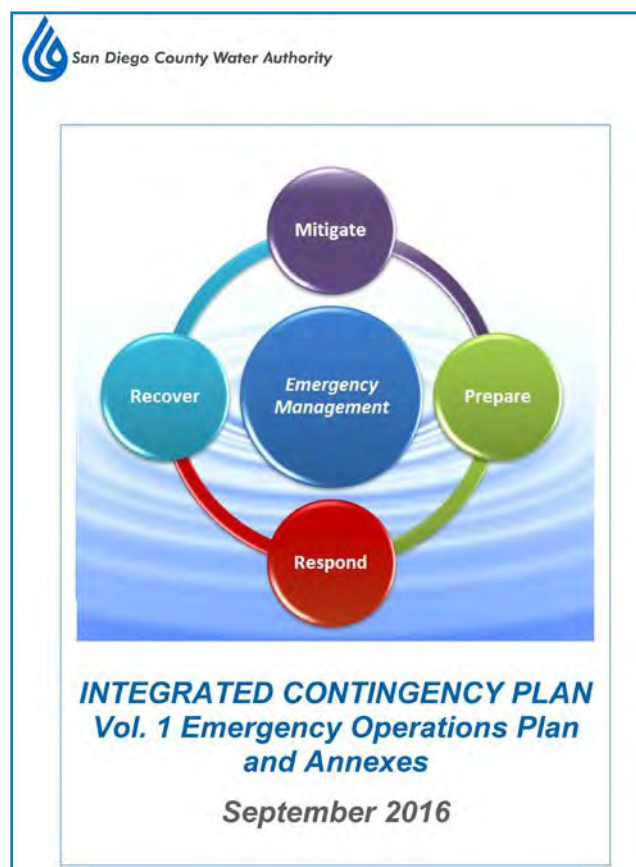 San Diego County Water Authority
Mitigate
Recover
Emergency
Management
Prepare
Respond
INTEGRATED CONTINGENCY PLAN
Vol. 1 Emergency Operations Plan
and Annexes
September 2016